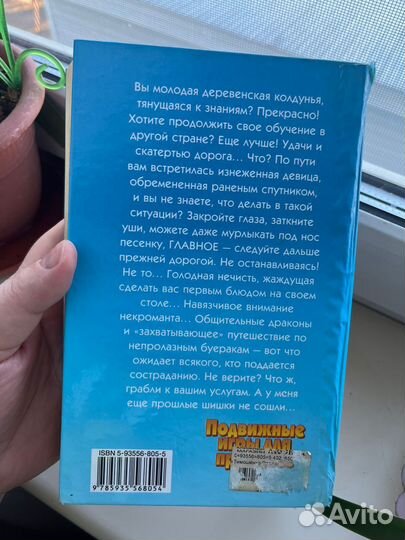 Вы молодая деревенская колдунья,
тянущаяся к знаниям? Прекрасно!
Хотите продолжить свое обучение в
другой стране? Еще лучше! Удачи и
скатертью дорога... Что? По пути
вам встретилась изнеженная девица,
обремененная раненым спутником,
и вы не знаете, что делать в такой
ситуации? Закройте глаза, заткните
уши, можете даже мурлыкать под нос
песенку, ГЛАВНОЕ — следуйте дальше
прежней дорогой. Не останавливаясь!
Не то... Голодная нечисть, жаждущая
сделать вас первым блюдом на своем
столе... Навязчивое внимание
некроманта... Общительные драконы
и «захватывающее» путешествие по
непролазным буеракам — вот что
ожидает всякого, кто поддается
состраданию. Не верите? Что ж,
грабли к вашим услугам. А у меня
еще прошлые шишки не сошли...
Подвижные
игры для
ISBN 5-93556-805-5
9 785935 568054
Avito